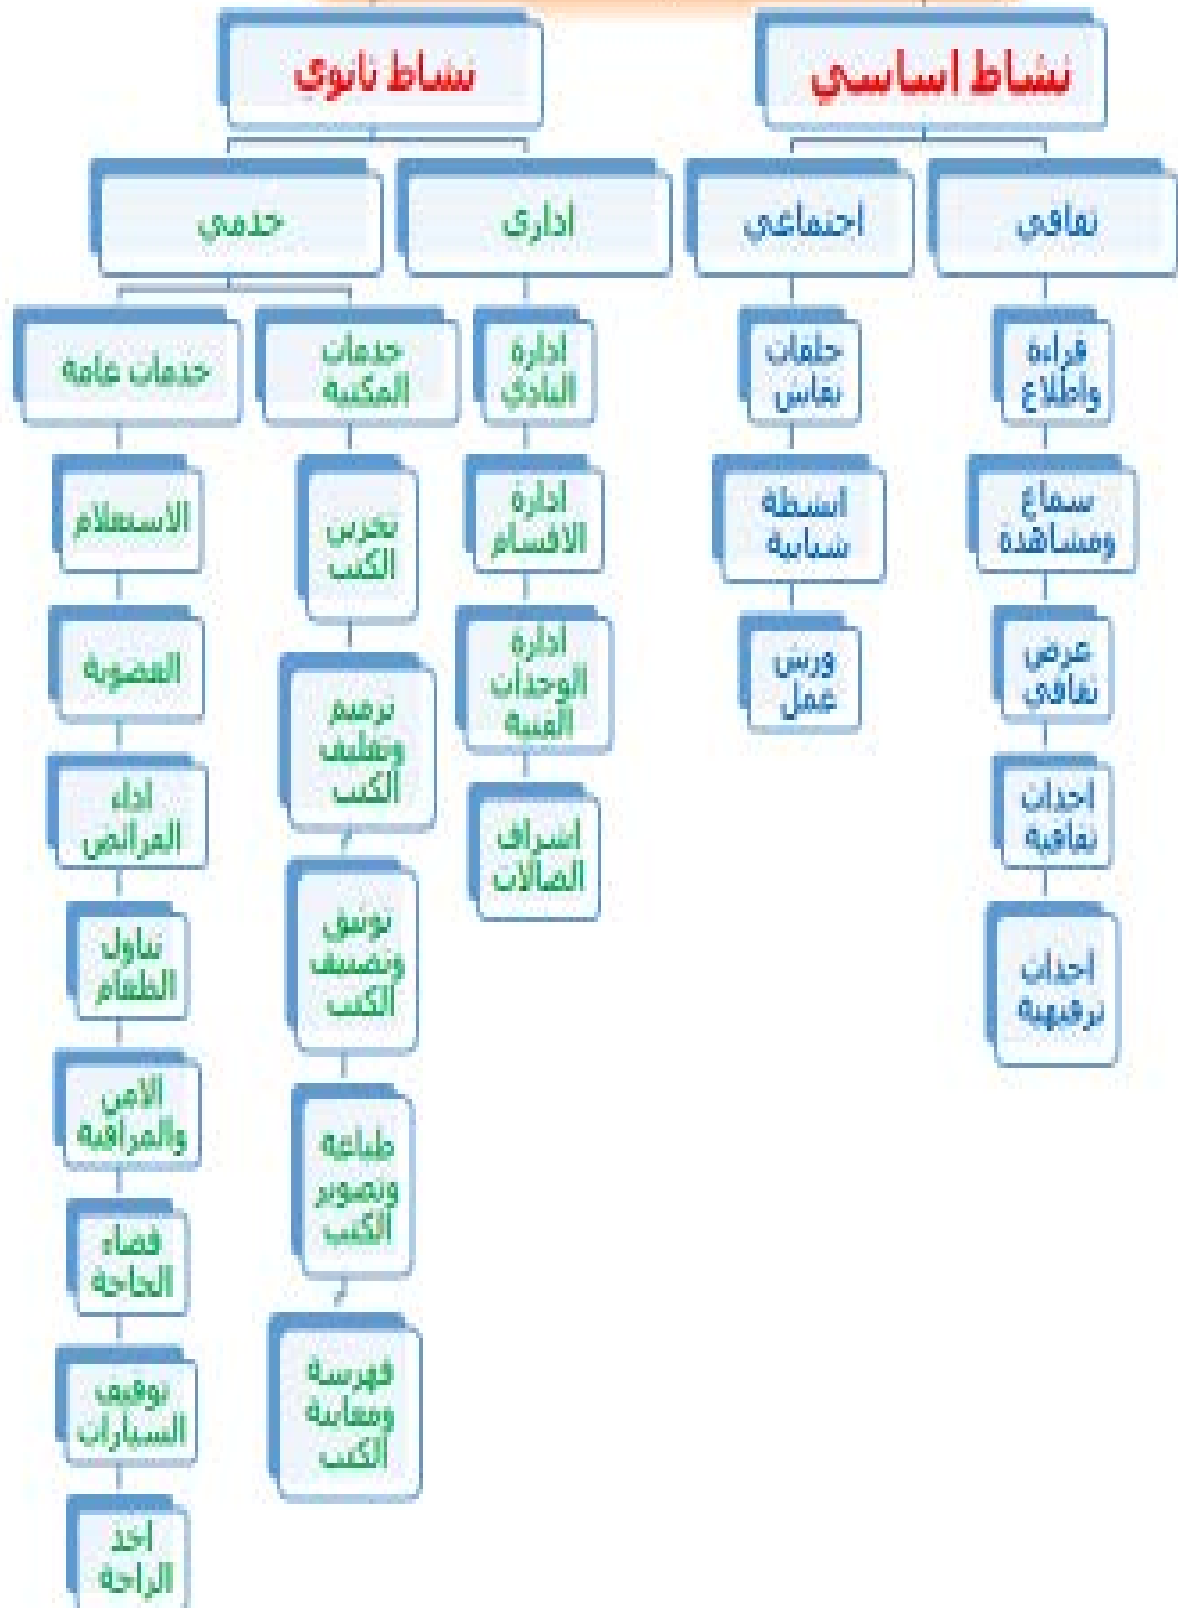 نشاط اساسي
نشاط ثانوي
ثقافي
اجتماعي
اداري
خدمي
قراءة
واطلاع
سماع
ومشاهدة
عرض
ثقافي
احداث
ثقافية
احداث
ترفيهية
حلقات
نقاش
انشطة
شبابية
ورش
عمل
ادارة
النادي
ادارة
الاقسام
ادارة
الوحدات
الفنية
اشراف
الصالات
خدمات
المكتبة
تخزين
الكتب
ترميم
وتغليف
الكتب
توثيق
وتصنيف
الكتب
طباعة
وتصوير
الكتب
فهرسة
ومعاينة
الكتب
خدمات عامة
الاستعلام
العضوية
اداء
الفرائض
تناول
الطعام
الامن
والمراقبة
قضاء
الحاجة
توقيف
السيارات
اخذ
الراحة